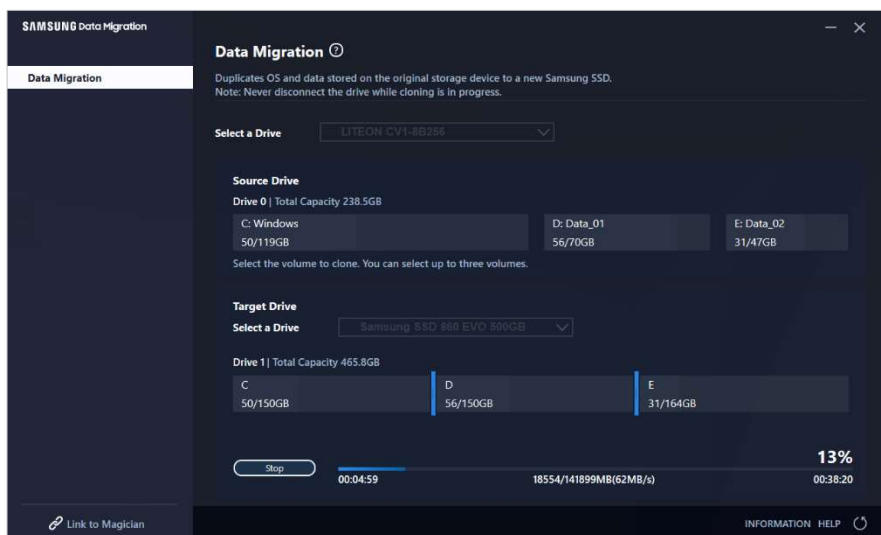 SAMSUNG Data Migration
Data Migration
Data Migration ?
Duplicates OS and data stored on the original storage device to a new Samsung SSD.
Note: Never disconnect the drive while cloning is in progress.
Select a Drive
LITEON CV1-8B256
Source Drive
Drive 0 | Total Capacity 238.5GB
C: Windows D: Data_01 E: Data_02
50/119GB 56/70GB 31/47GB
Select the volume to clone. You can select up to three volumes.
Target Drive
Select a Drive
Samsung SSD 860 EVO 500GB
Drive 1 | Total Capacity 465.8GB
C D E
50/150GB 56/150GB 31/164GB
13%
Stop
00:04:59 18554/141899MB(62MB/s) 00:38:20
Link to Magician
INFORMATION HELP